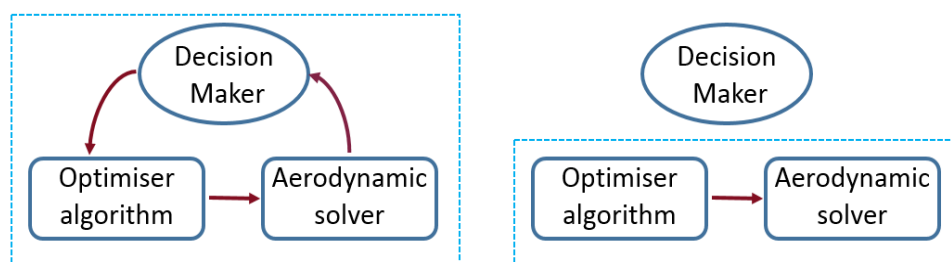 Decision
Maker
Optimiser
algorithm
Aerodynamic
solver
Decision
Maker
Optimiser
algorithm
Aerodynamic
solver